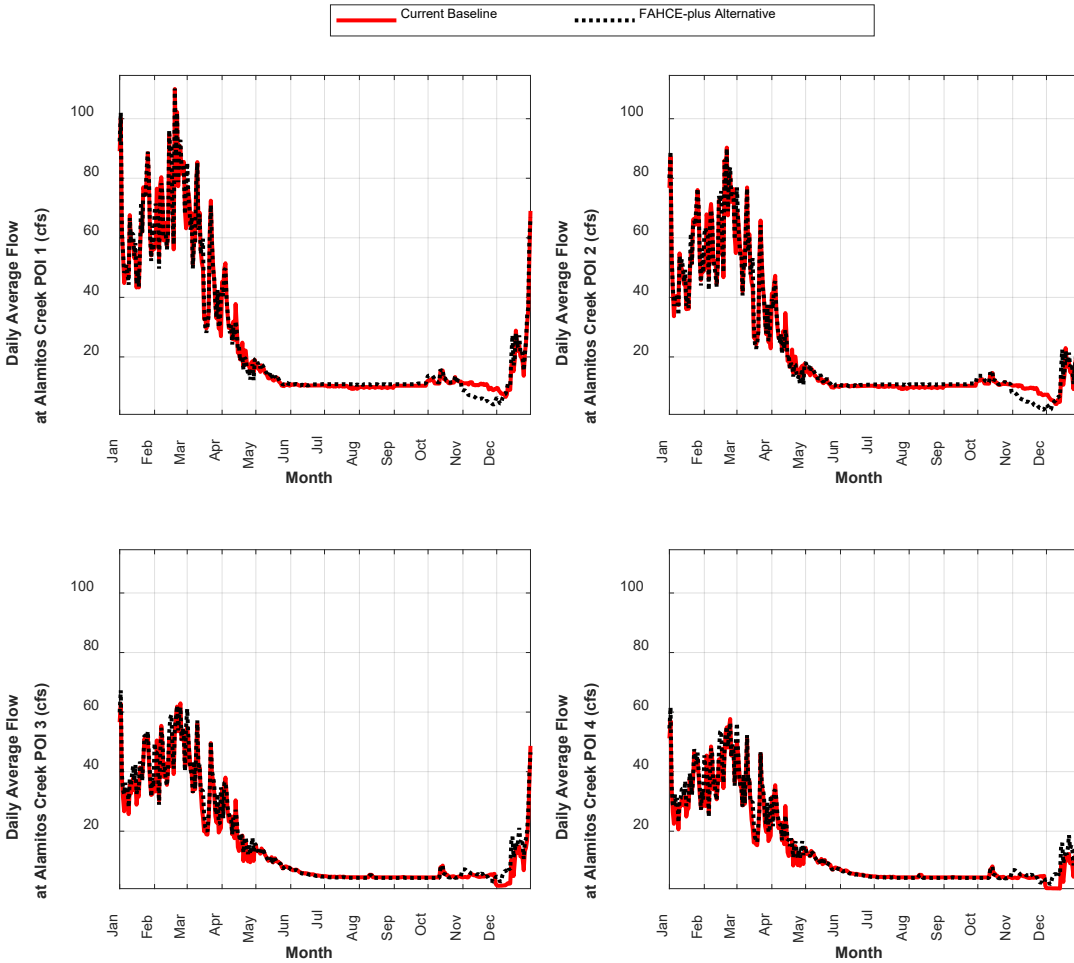 Current Baseline
FAHCE-plus Alternative
Daily Average Flow
at Alamitos Creek POI 1 (cfs)
100
80
60
40
20
Jan
Feb
Mar
Apr
May
Jun
Jul
Aug
Sep
Oct
Nov
Dec
Month
Daily Average Flow
at Alamitos Creek POI 2 (cfs)
100
80
60
40
20
Jan
Feb
Mar
Apr
May
Jun
Jul
Aug
Sep
Oct
Nov
Dec
Month
Daily Average Flow
at Alamitos Creek POI 3 (cfs)
100
80
60
40
20
Jan
Feb
Mar
Apr
May
Jun
Jul
Aug
Sep
Oct
Nov
Dec
Month
Daily Average Flow
at Alamitos Creek POI 4 (cfs)
100
80
60
40
20
Jan
Feb
Mar
Apr
May
Jun
Jul
Aug
Sep
Oct
Nov
Dec
Month